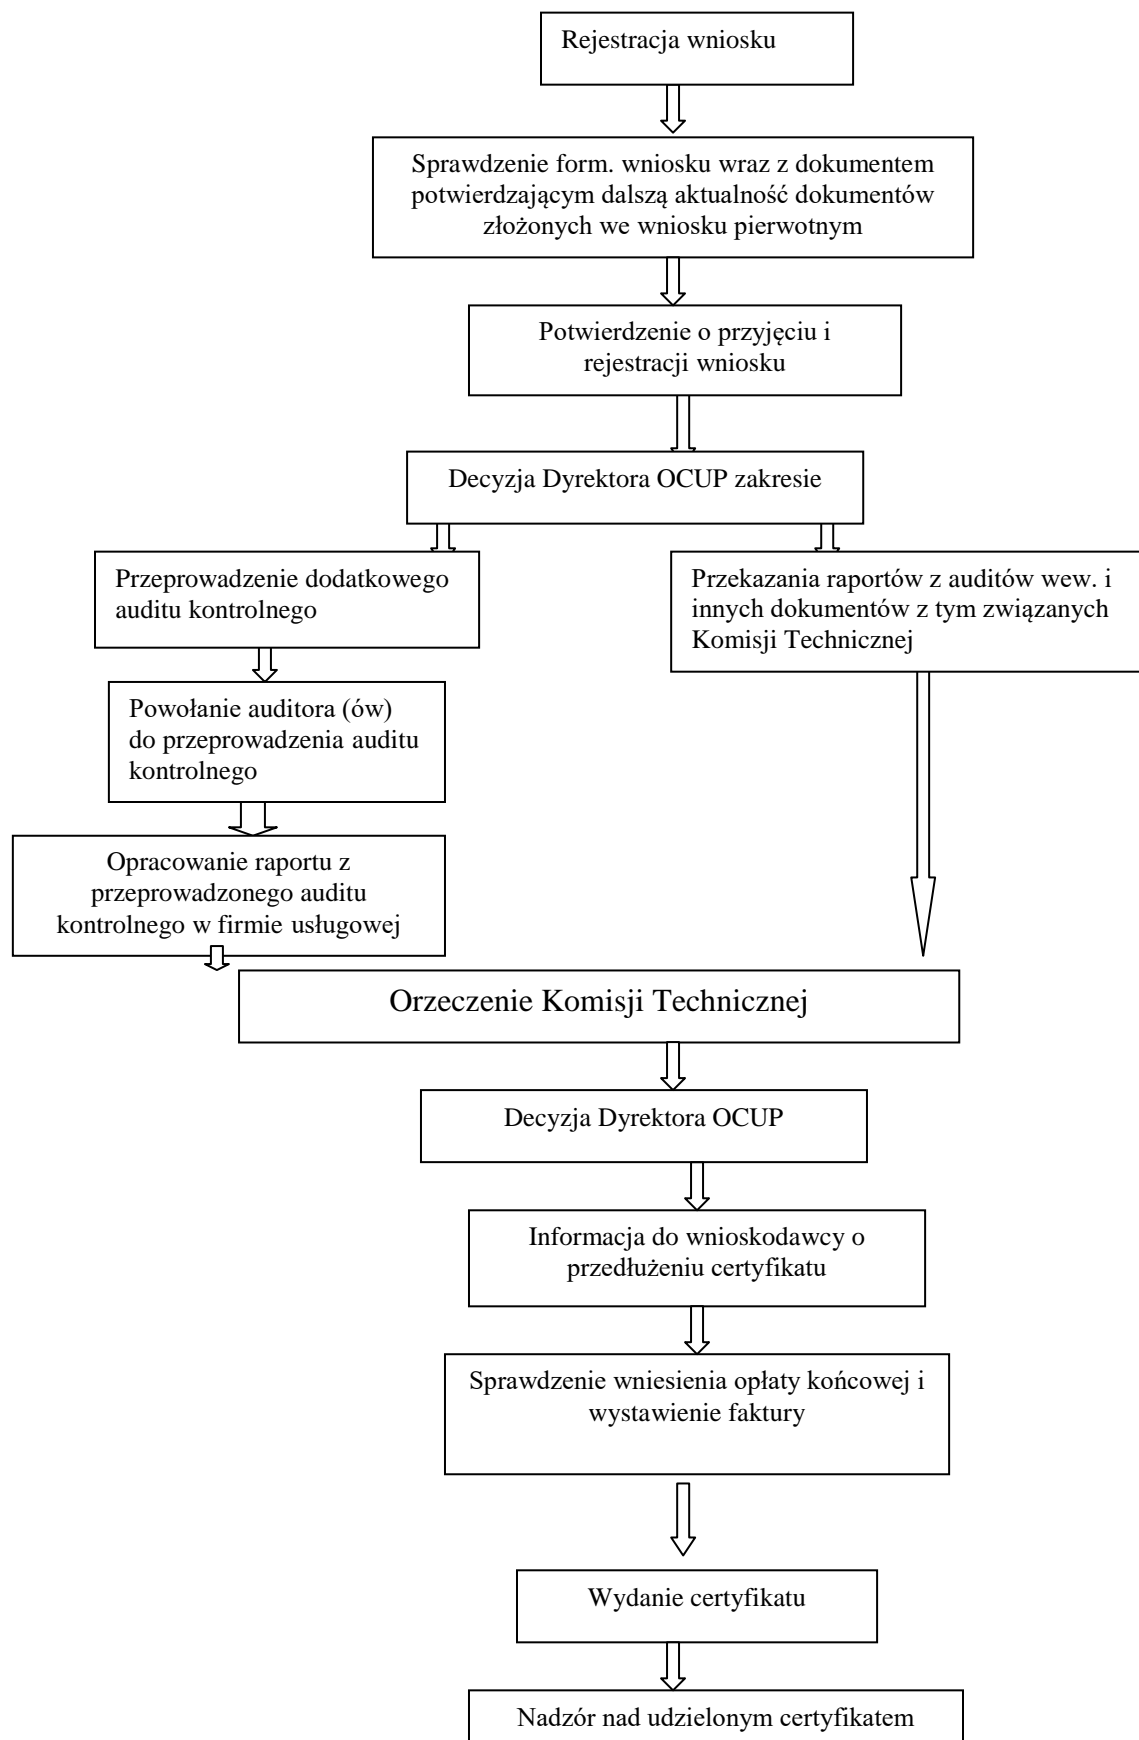 Rejestracja wniosku
Sprawdzenie form. wniosku wraz z dokumentem
potwierdzającym dalszą aktualność dokumentów
złożonych we wniosku pierwotnym
Potwierdzenie o przyjęciu i
rejestracji wniosku
Decyzja Dyrektora OCUP zakresie
Przeprowadzenie dodatkowego
auditu kontrolnego
Przekazania raportów z auditów wew. i
innych dokumentów z tym związanych
Komisji Technicznej
Powołanie auditora (ów)
do przeprowadzenia auditu
kontrolnego
Opracowanie raportu z
przeprowadzonego auditu
kontrolnego w firmie usługowej
Orzeczenie Komisji Technicznej
Decyzja Dyrektora OCUP
Informacja do wnioskodawcy o
przedłużeniu certyfikatu
Sprawdzenie wniesienia opłaty końcowej i
wystawienie faktury
Wydanie certyfikatu
Nadzór nad udzielonym certyfikatem